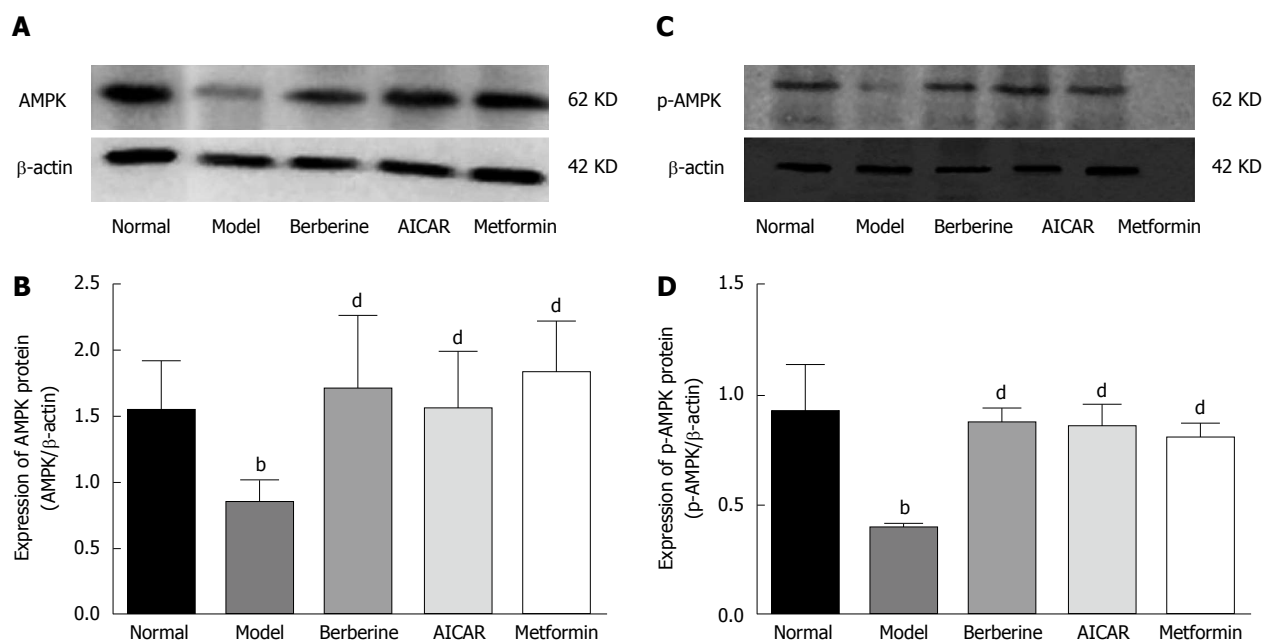 A
AMPK
62 KD
β-actin
42 KD
Normal Model Berberine AICAR Metformin
B
Expression of AMPK protein
(AMPK/β-actin)
2.5
2.0
1.5
1.0
0.5
0.0
d
d
d
b
Normal Model Berberine AICAR Metformin
C
p-AMPK
62 KD
β-actin
42 KD
Normal Model Berberine AICAR Metformin
D
Expression of p-AMPK protein
(p-AMPK/β-actin)
1.5
1.0
0.5
0.0
d
d
d
b
Normal Model Berberine AICAR Metformin